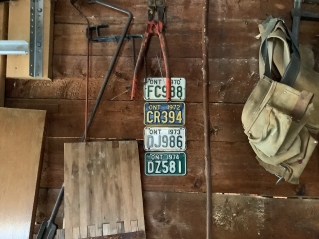 ONT 1970
FC988
ONT 1972
CR394
ONT 1973
DJ986
ONT 1974
DZ581